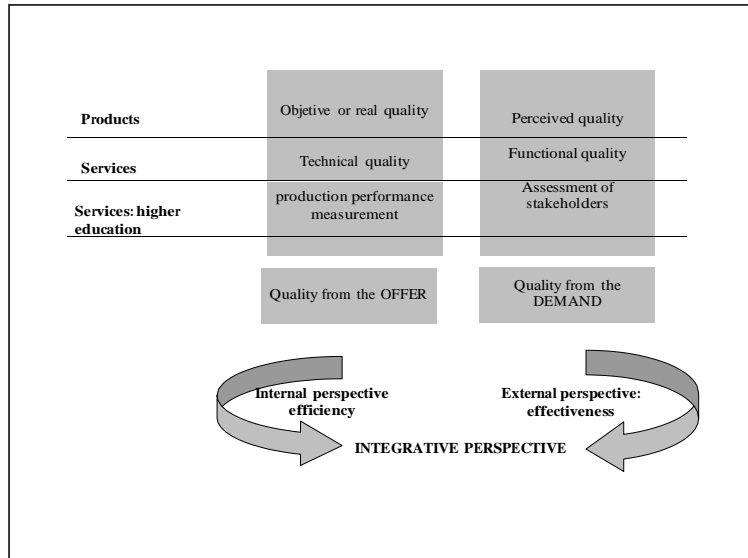 Objetive or real quality
Perceived quality
Products
Technical quality
Functional quality
Services
production performance
measurement
Assessment of
stakeholders
Services: higher
education
Quality from the OFFER
Quality from the
DEMAND
Internal perspective
efficiency
External perspective:
effectiveness
INTEGRATIVE PERSPECTIVE